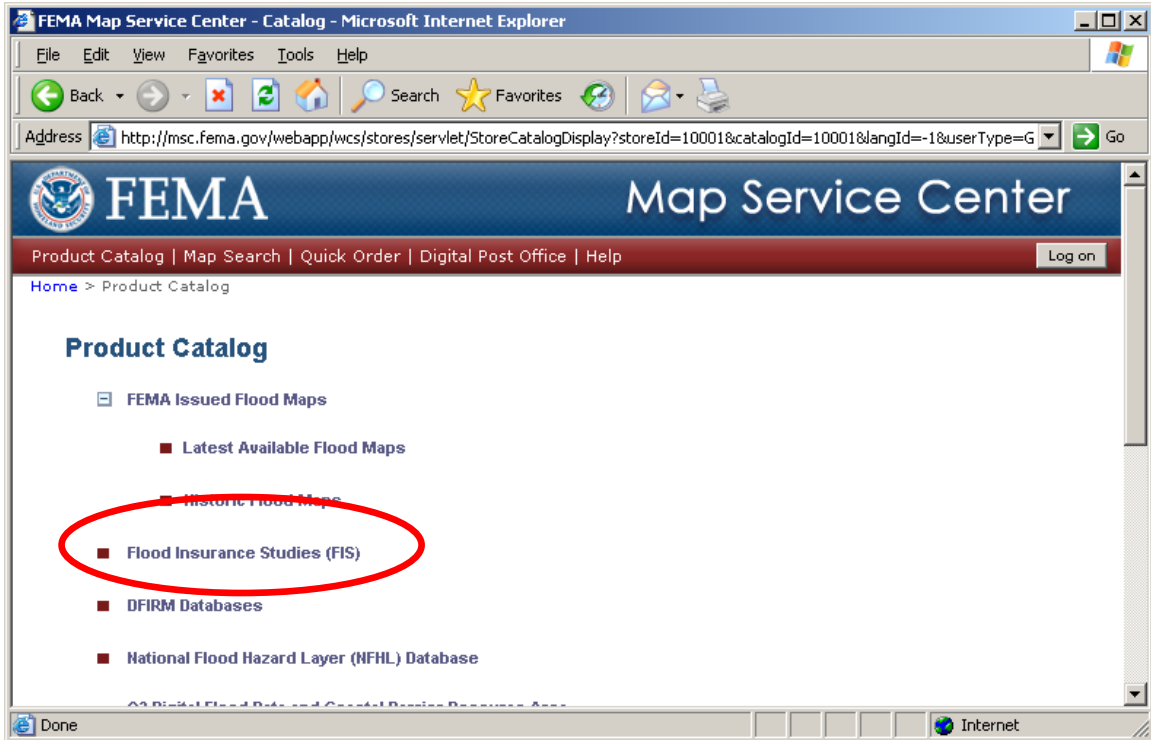 FEMA Map Service Center - Catalog - Microsoft Internet Explorer
File Edit View Favorites Tools Help
Back Search Favorites
Address http://msc.fema.gov/webapp/wcs/stores/servlet/StoreCatalogDisplay?storeId=10001&catalogId=10001&langId=-1&userType=G Go
FEMA Map Service Center
Product Catalog | Map Search | Quick Order | Digital Post Office | Help Log on
Home > Product Catalog
Product Catalog
FEMA Issued Flood Maps
Latest Available Flood Maps
Historic Flood Maps
Flood Insurance Studies (FIS)
DFIRM Databases
National Flood Hazard Layer (NFHL) Database
Done Internet